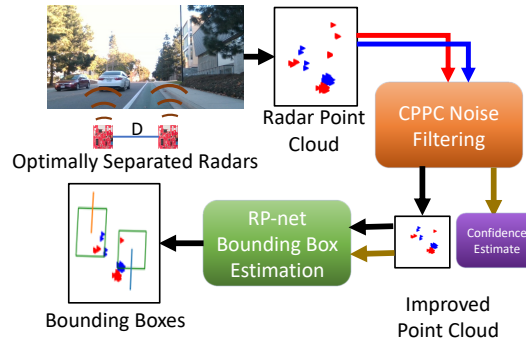 D
Optimally Separated Radars
Radar Point
Cloud
CPPC Noise
Filtering
Confidence
Estimate
Improved
Point Cloud
RP-net
Bounding Box
Estimation
Bounding Boxes